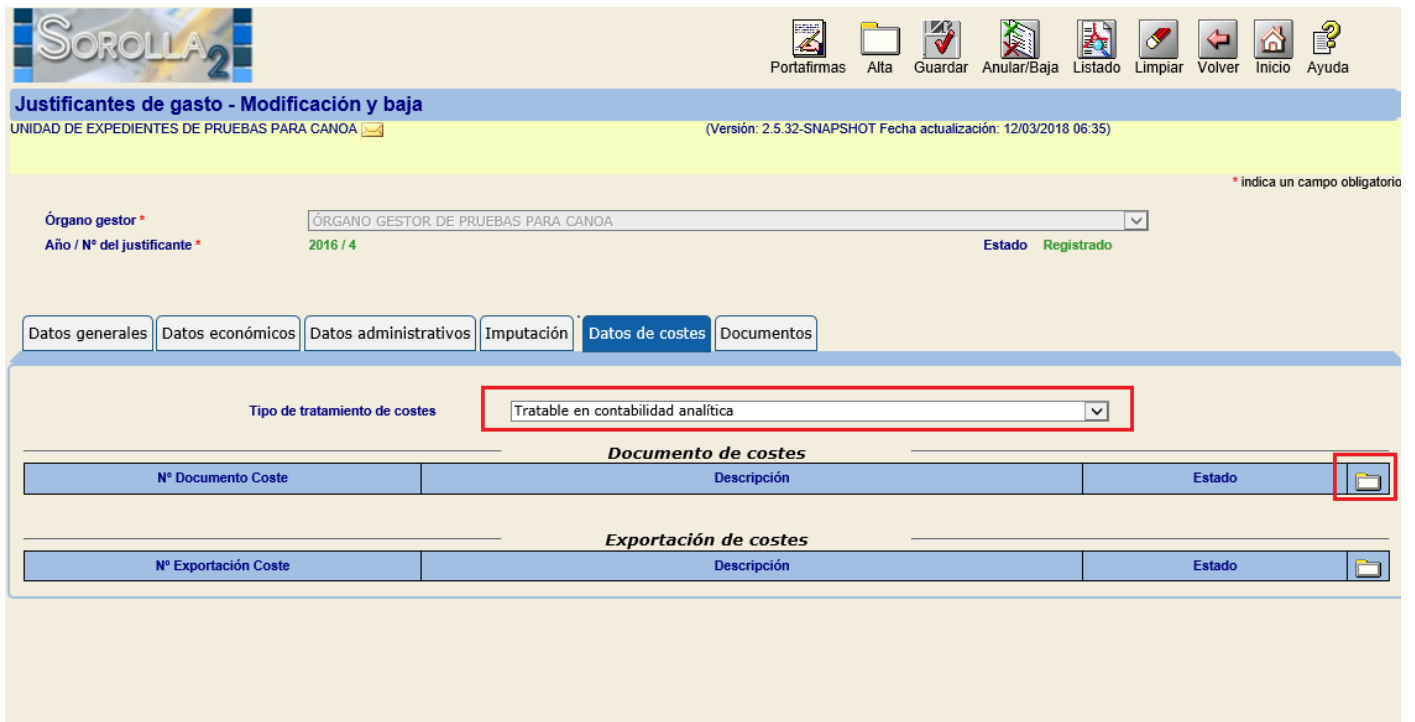 SOROLLA2
Portafirmas Alta Guardar Anular/Baja Listado Limpiar Volver Inicio Ayuda
Justificantes de gasto - Modificación y baja
UNIDAD DE EXPEDIENTES DE PRUEBAS PARA CANOA (Versión: 2.5.32-SNAPSHOT Fecha actualización: 12/03/2018 06:35)
* indica un campo obligatorio
Órgano gestor * ÓRGANO GESTOR DE PRUEBAS PARA CANOA
Año / Nº del justificante * 2016 / 4 Estado Registrado
Datos generales Datos económicos Datos administrativos Imputación Datos de costes Documentos
Tipo de tratamiento de costes Tratable en contabilidad analítica
Documento de costes
Nº Documento Coste Descripción Estado
Exportación de costes
Nº Exportación Coste Descripción Estado